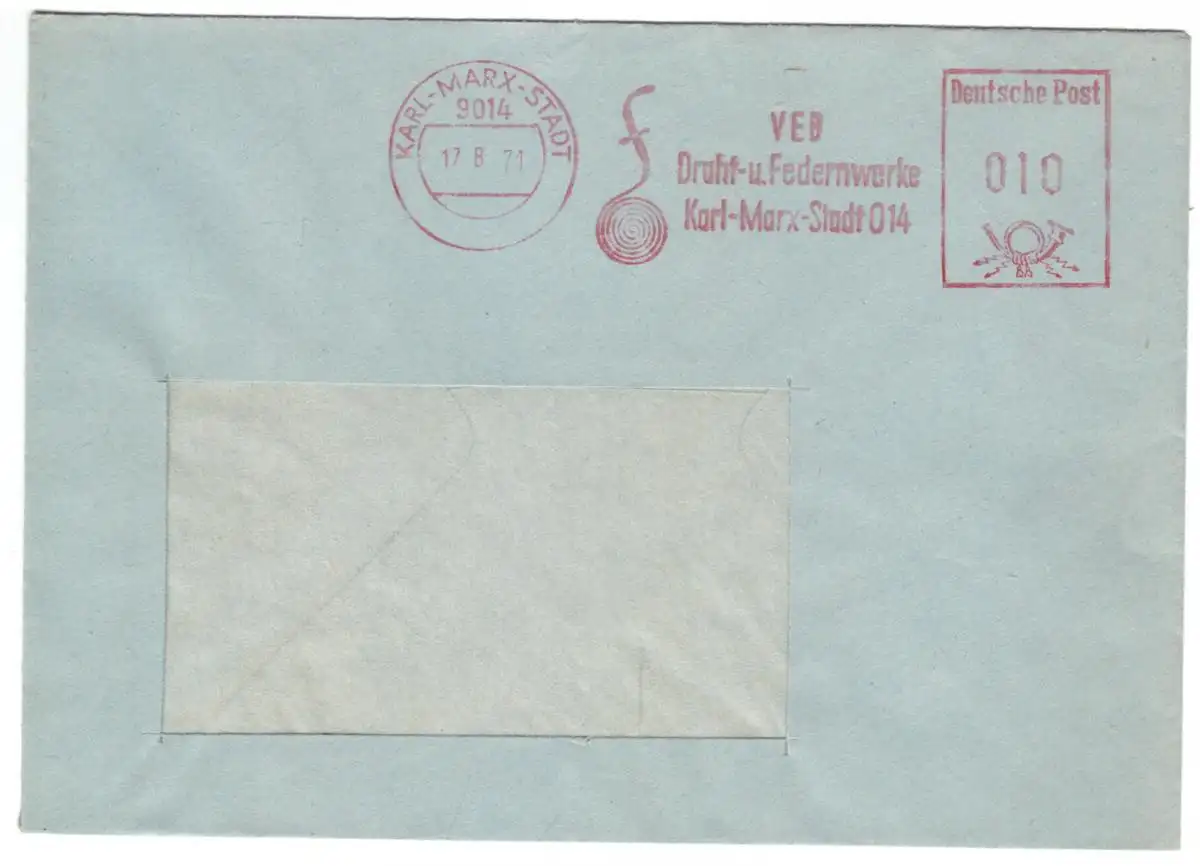 KARL-MARX-STADT
9014
17 8 71
f
VEB
Draht-u.Federnwerke
Karl-Marx-Stadt 014
Deutsche Post
010